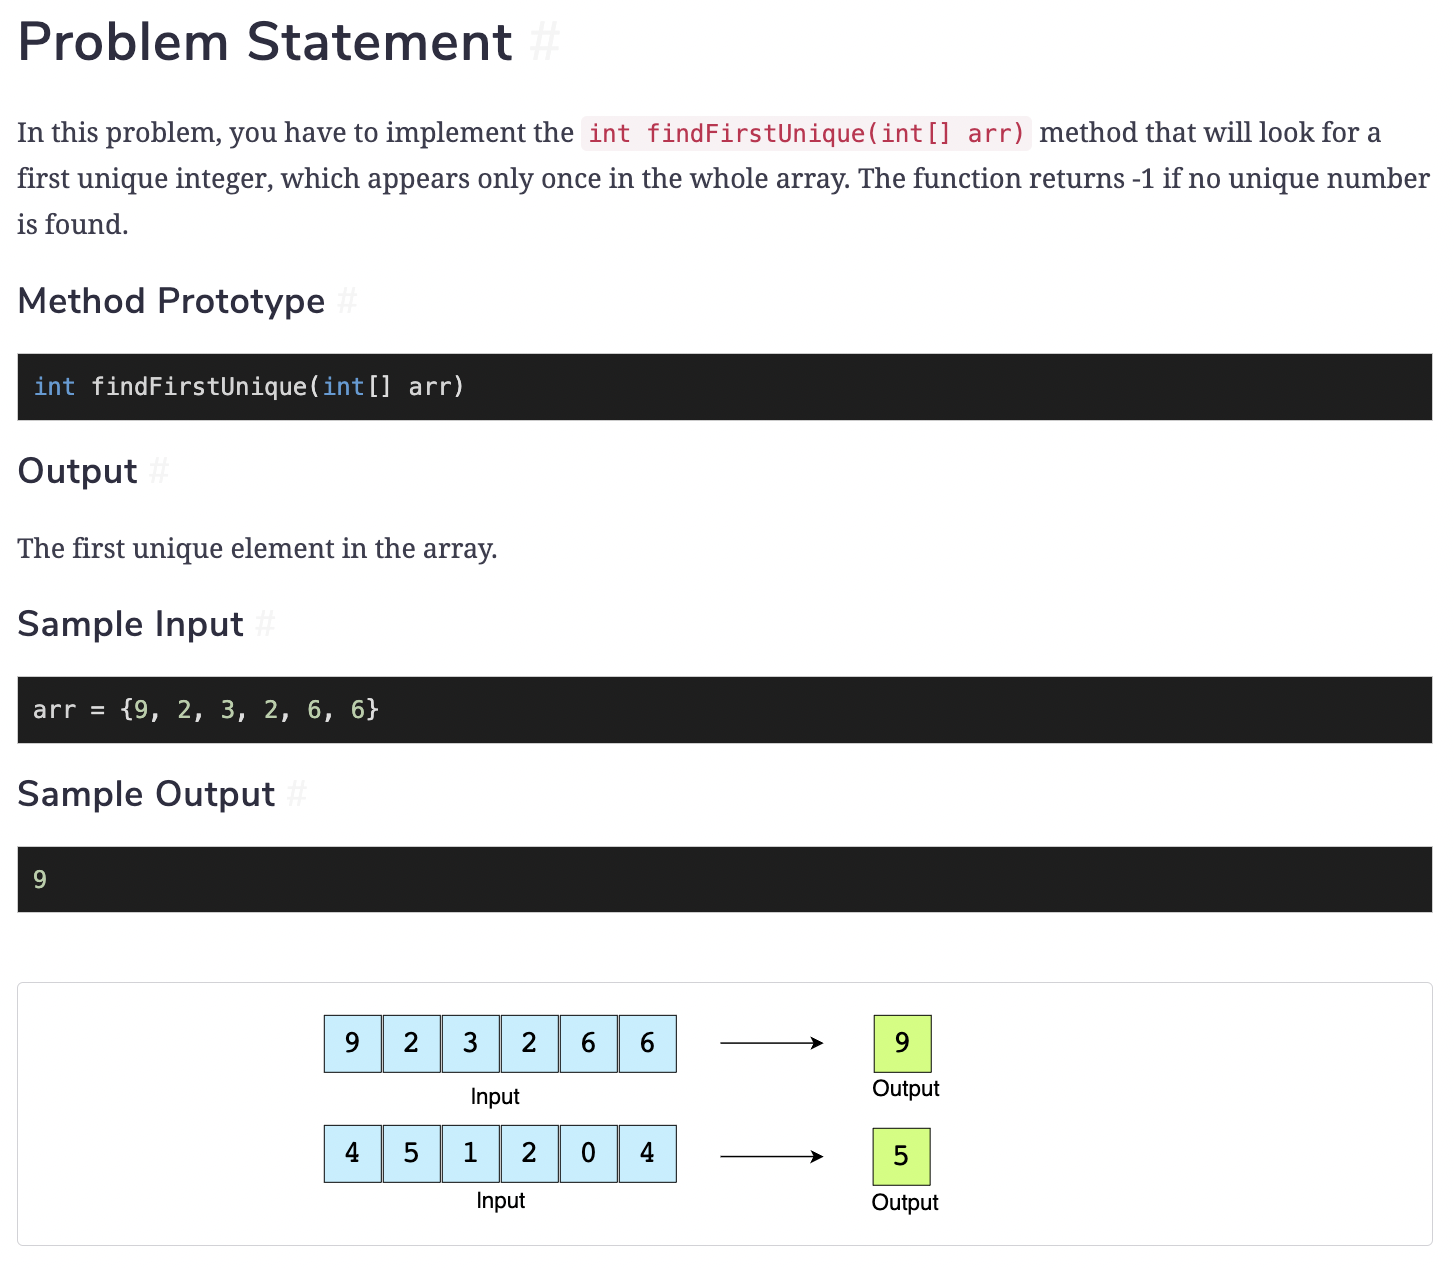 Problem Statement #
In this problem, you have to implement the int findFirstUnique(int[] arr) method that will look for a
first unique integer, which appears only once in the whole array. The function returns -1 if no unique number
is found.
Method Prototype #
int findFirstUnique(int[] arr)
Output #
The first unique element in the array.
Sample Input #
arr = {9, 2, 3, 2, 6, 6}
Sample Output #
9
9 2 3 2 6 6 9
Input Output
4 5 1 2 0 4 5
Input Output